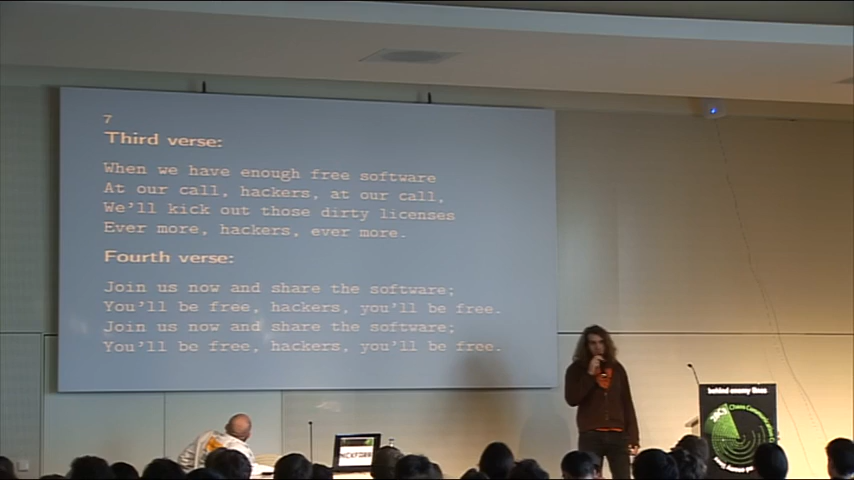 7
Third verse:
When we have enough free software
At our call, hackers, at our call,
We'll kick out those dirty licenses
Ever more, hackers, ever more.
Fourth verse:
Join us now and share the software;
You'll be free, hackers, you'll be free.
Join us now and share the software;
You'll be free, hackers, you'll be free.
behind enemy lines